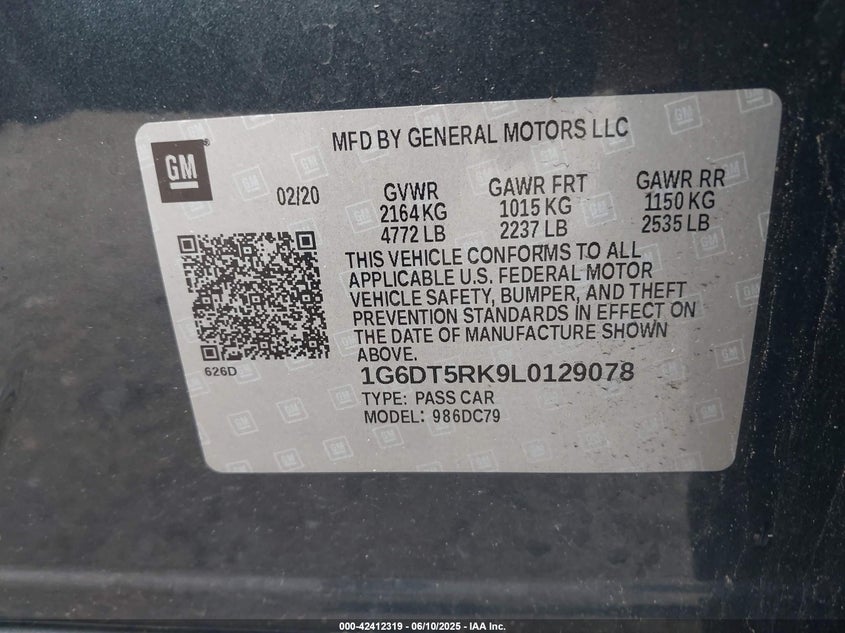 MFD BY GENERAL MOTORS LLC
GM
02/20
GVWR
2164 KG
4772 LB
GAWR FRT
1015 KG
2237 LB
GAWR RR
1150 KG
2535 LB
THIS VEHICLE CONFORMS TO ALL
APPLICABLE U.S. FEDERAL MOTOR
VEHICLE SAFETY, BUMPER, AND THEFT
PREVENTION STANDARDS IN EFFECT ON
THE DATE OF MANUFACTURE SHOWN
ABOVE.
626D
1G6DT5RK9L0129078
TYPE: PASS CAR
MODEL: 986DC79
000-42412319 - 06/10/2025 - IAA Inc.